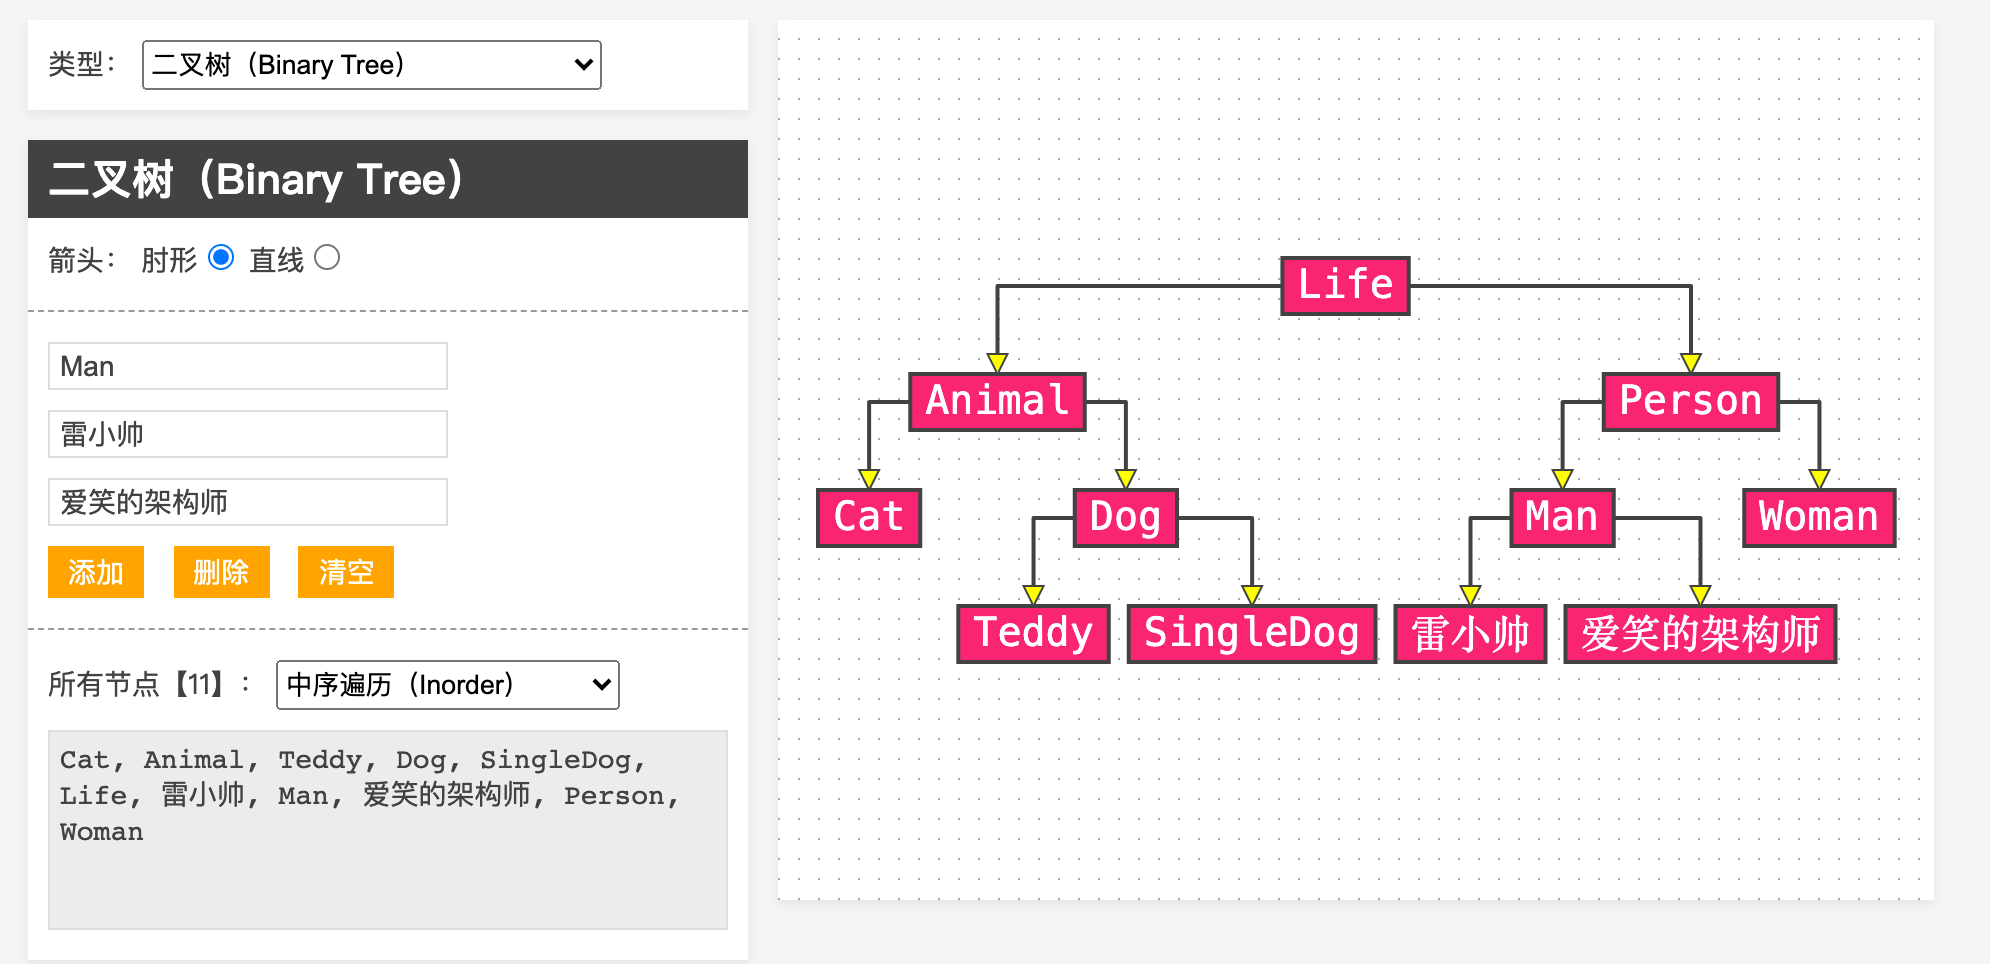 类型： 二叉树（Binary Tree）
二叉树（Binary Tree）
箭头： 肘形 直线
Man
雷小帅
爱笑的架构师
添加 删除 清空
所有节点【11】： 中序遍历（Inorder）
Cat, Animal, Teddy, Dog, SingleDog,
Life, 雷小帅, Man, 爱笑的架构师, Person,
Woman
Life
Animal Person
Cat Dog Man Woman
Teddy SingleDog 雷小帅 爱笑的架构师